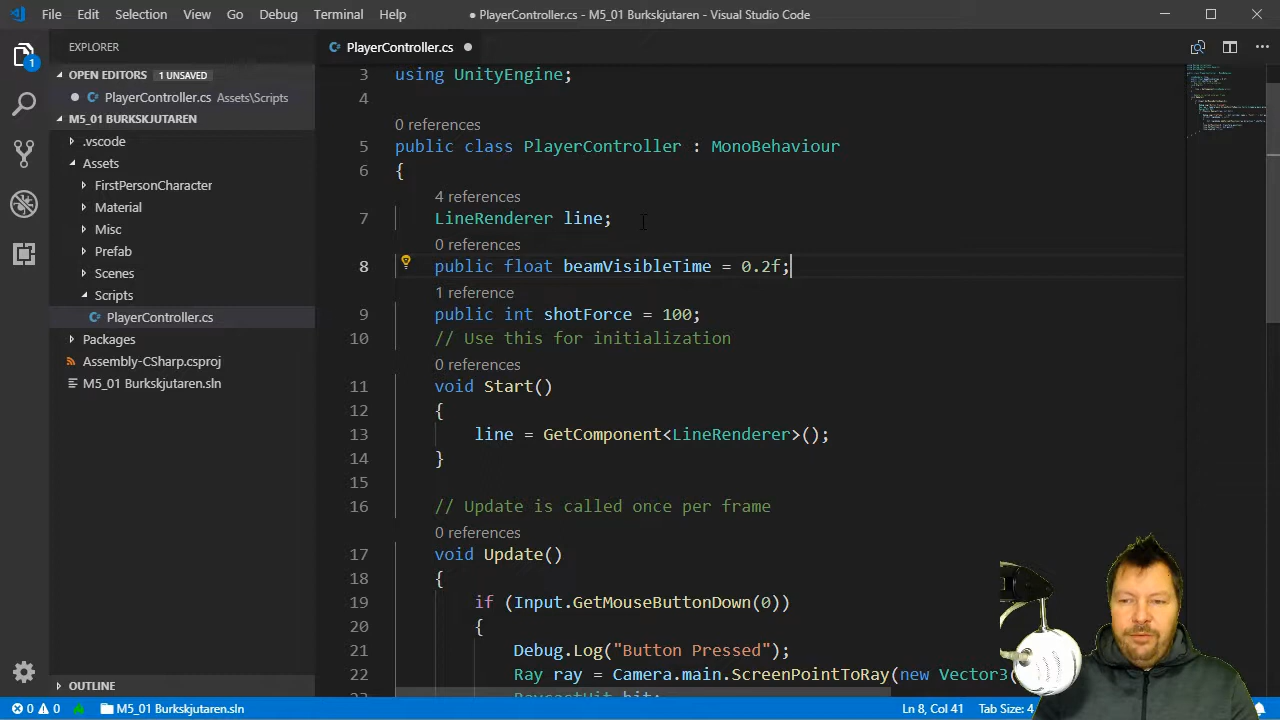 File Edit Selection View Go Debug Terminal Help ● PlayerController.cs - M5_01 Burkskjutaren - Visual Studio Code
EXPLORER
OPEN EDITORS 1 UNSAVED
PlayerController.cs Assets\Scripts
M5_01 BURKSKJUTAREN
.vscode
Assets
FirstPersonCharacter
Material
Misc
Prefab
Scenes
Scripts
C# PlayerController.cs
Packages
Assembly-CSharp.csproj
M5_01 Burkskjutaren.sln
OUTLINE
1
PlayerController.cs
3 using UnityEngine;
4
0 references
5 public class PlayerController : MonoBehaviour
6 {
4 references
7 LineRenderer line;
0 references
8 public float beamVisibleTime = 0.2f;
1 reference
9 public int shotForce = 100;
10 // Use this for initialization
0 references
11 void Start()
12 {
13 line = GetComponent<LineRenderer>();
14 }
15
16 // Update is called once per frame
0 references
17 void Update()
18 {
19 if (Input.GetMouseButtonDown(0))
20 {
21 Debug.Log("Button Pressed");
22 Ray ray = Camera.main.ScreenPointToRay(new Vector3(
0 0 M5_01 Burkskjutaren.sln Ln 8, Col 41 Tab Size: 4